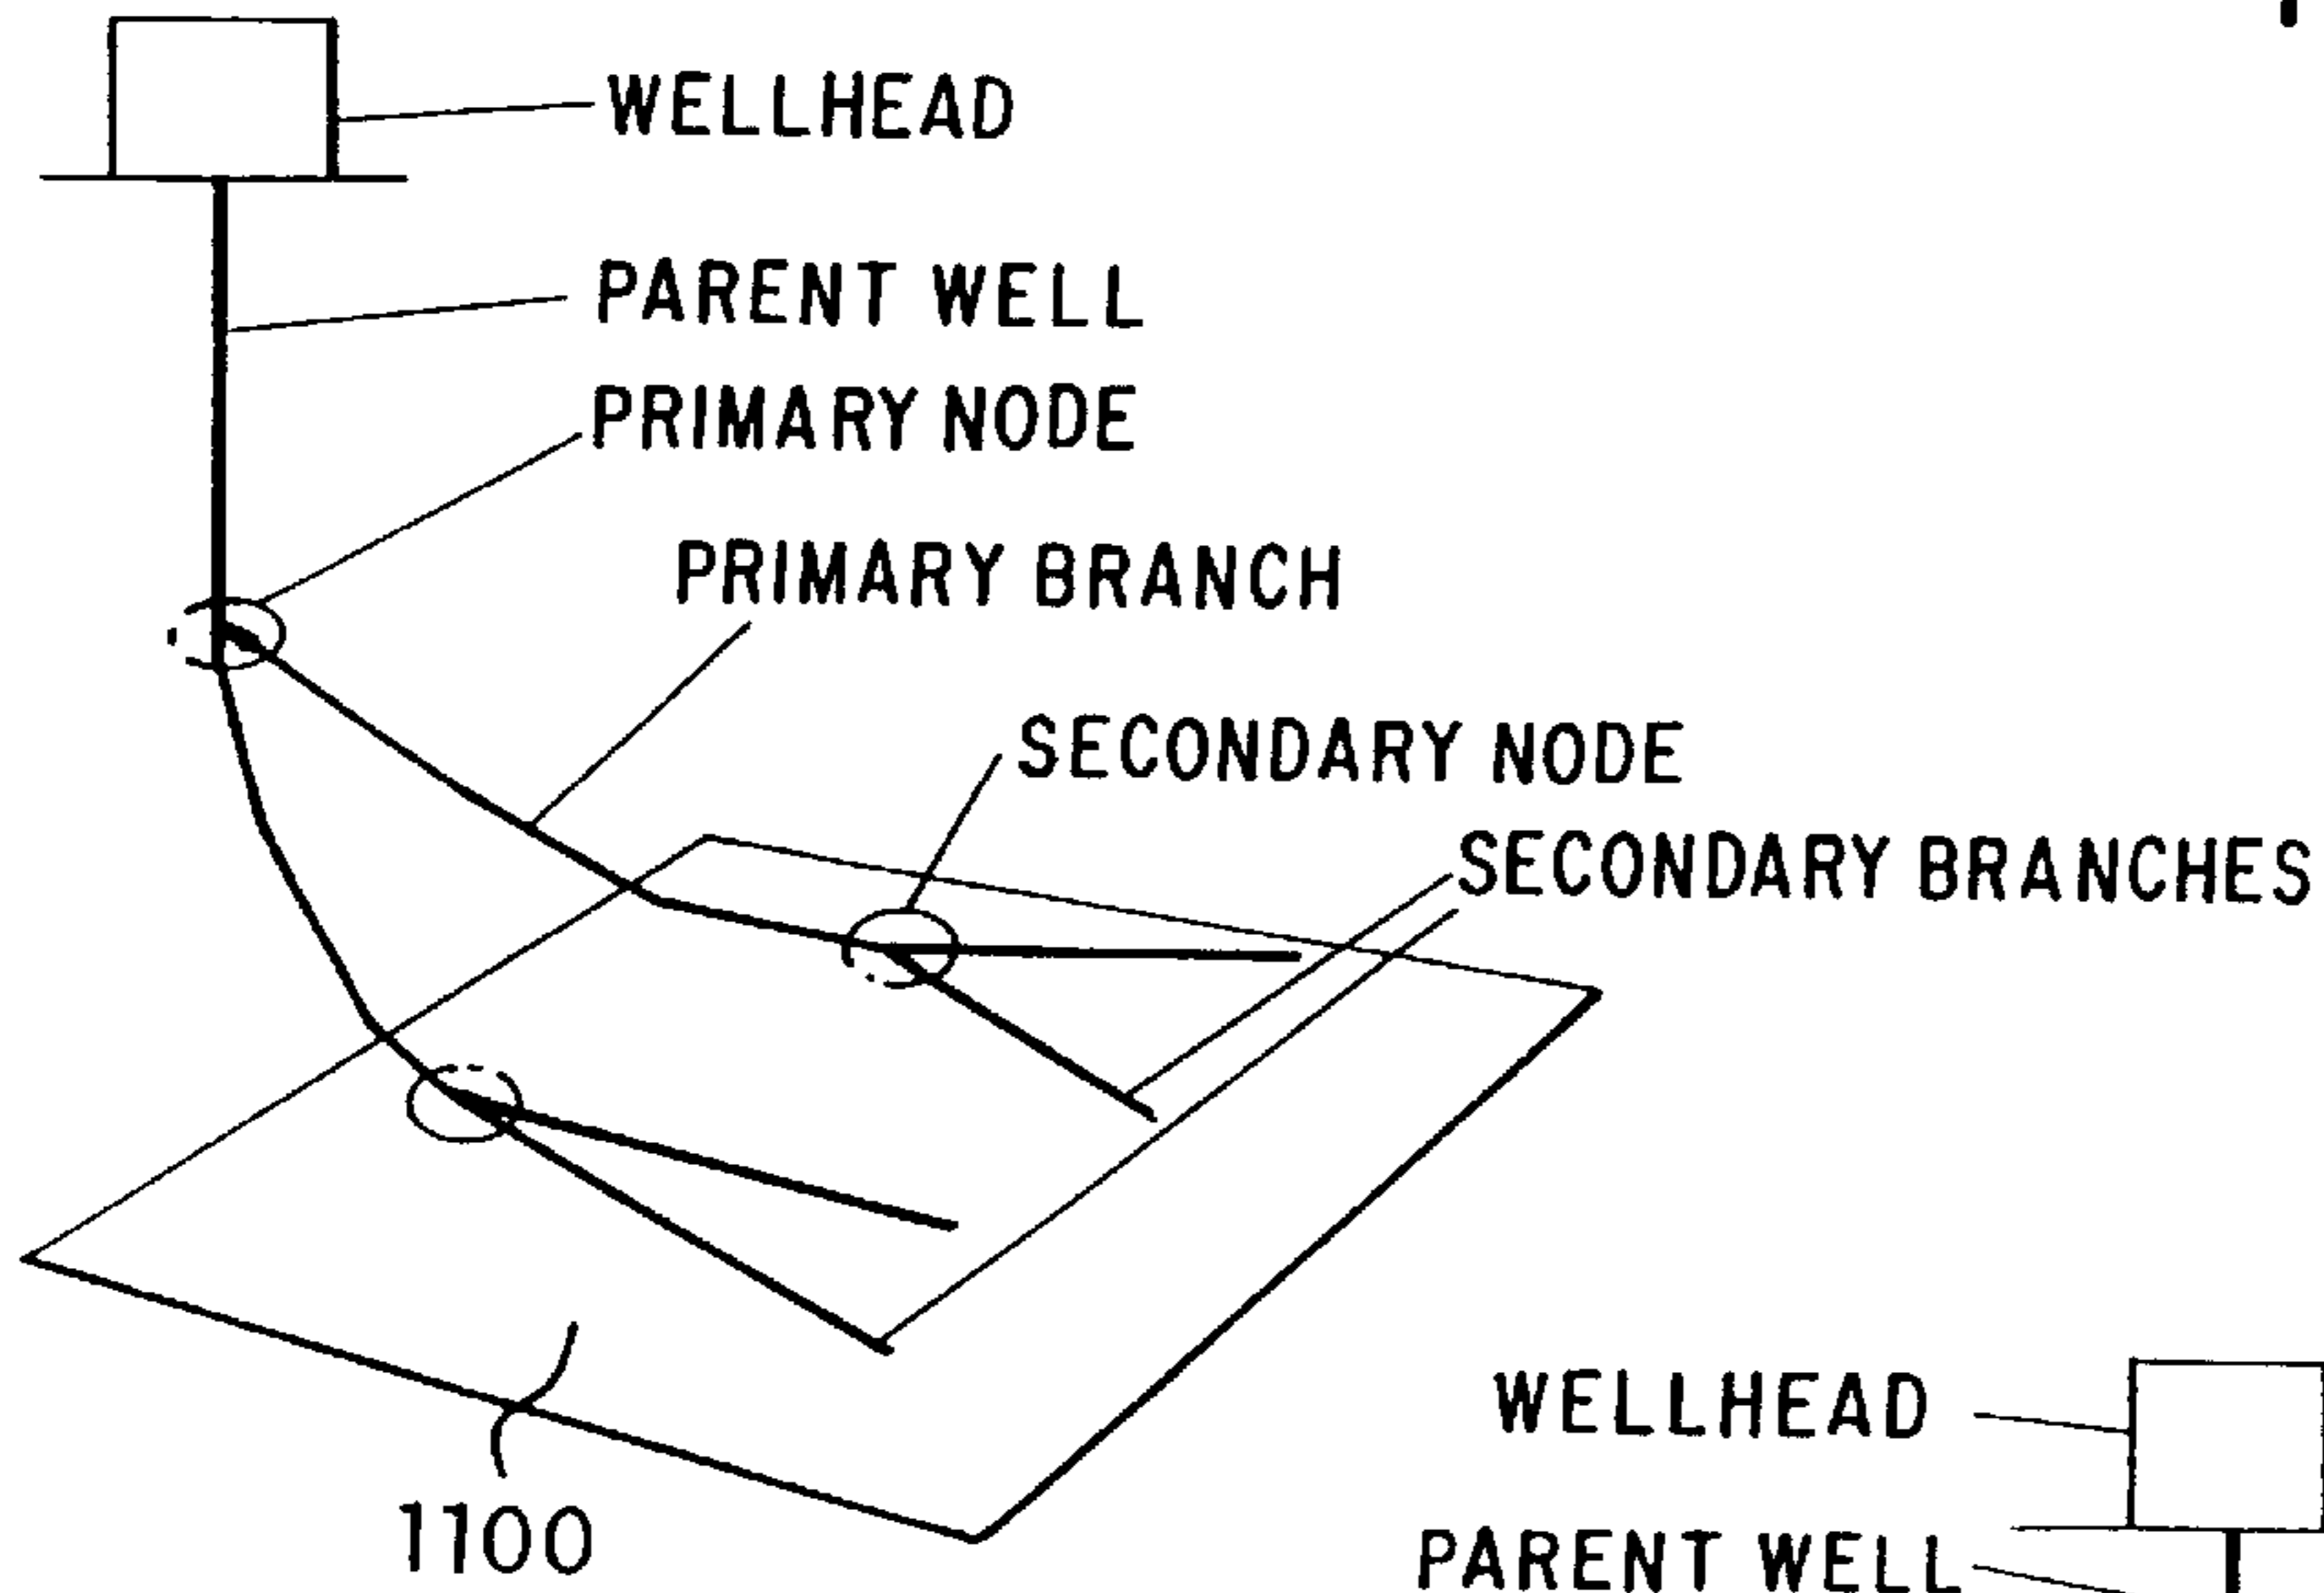 WELLHEAD
PARENT WELL
PRIMARY NODE
PRIMARY BRANCH
SECONDARY NODE
SECONDARY BRANCHES
1100
WELLHEAD
PARENT WELL